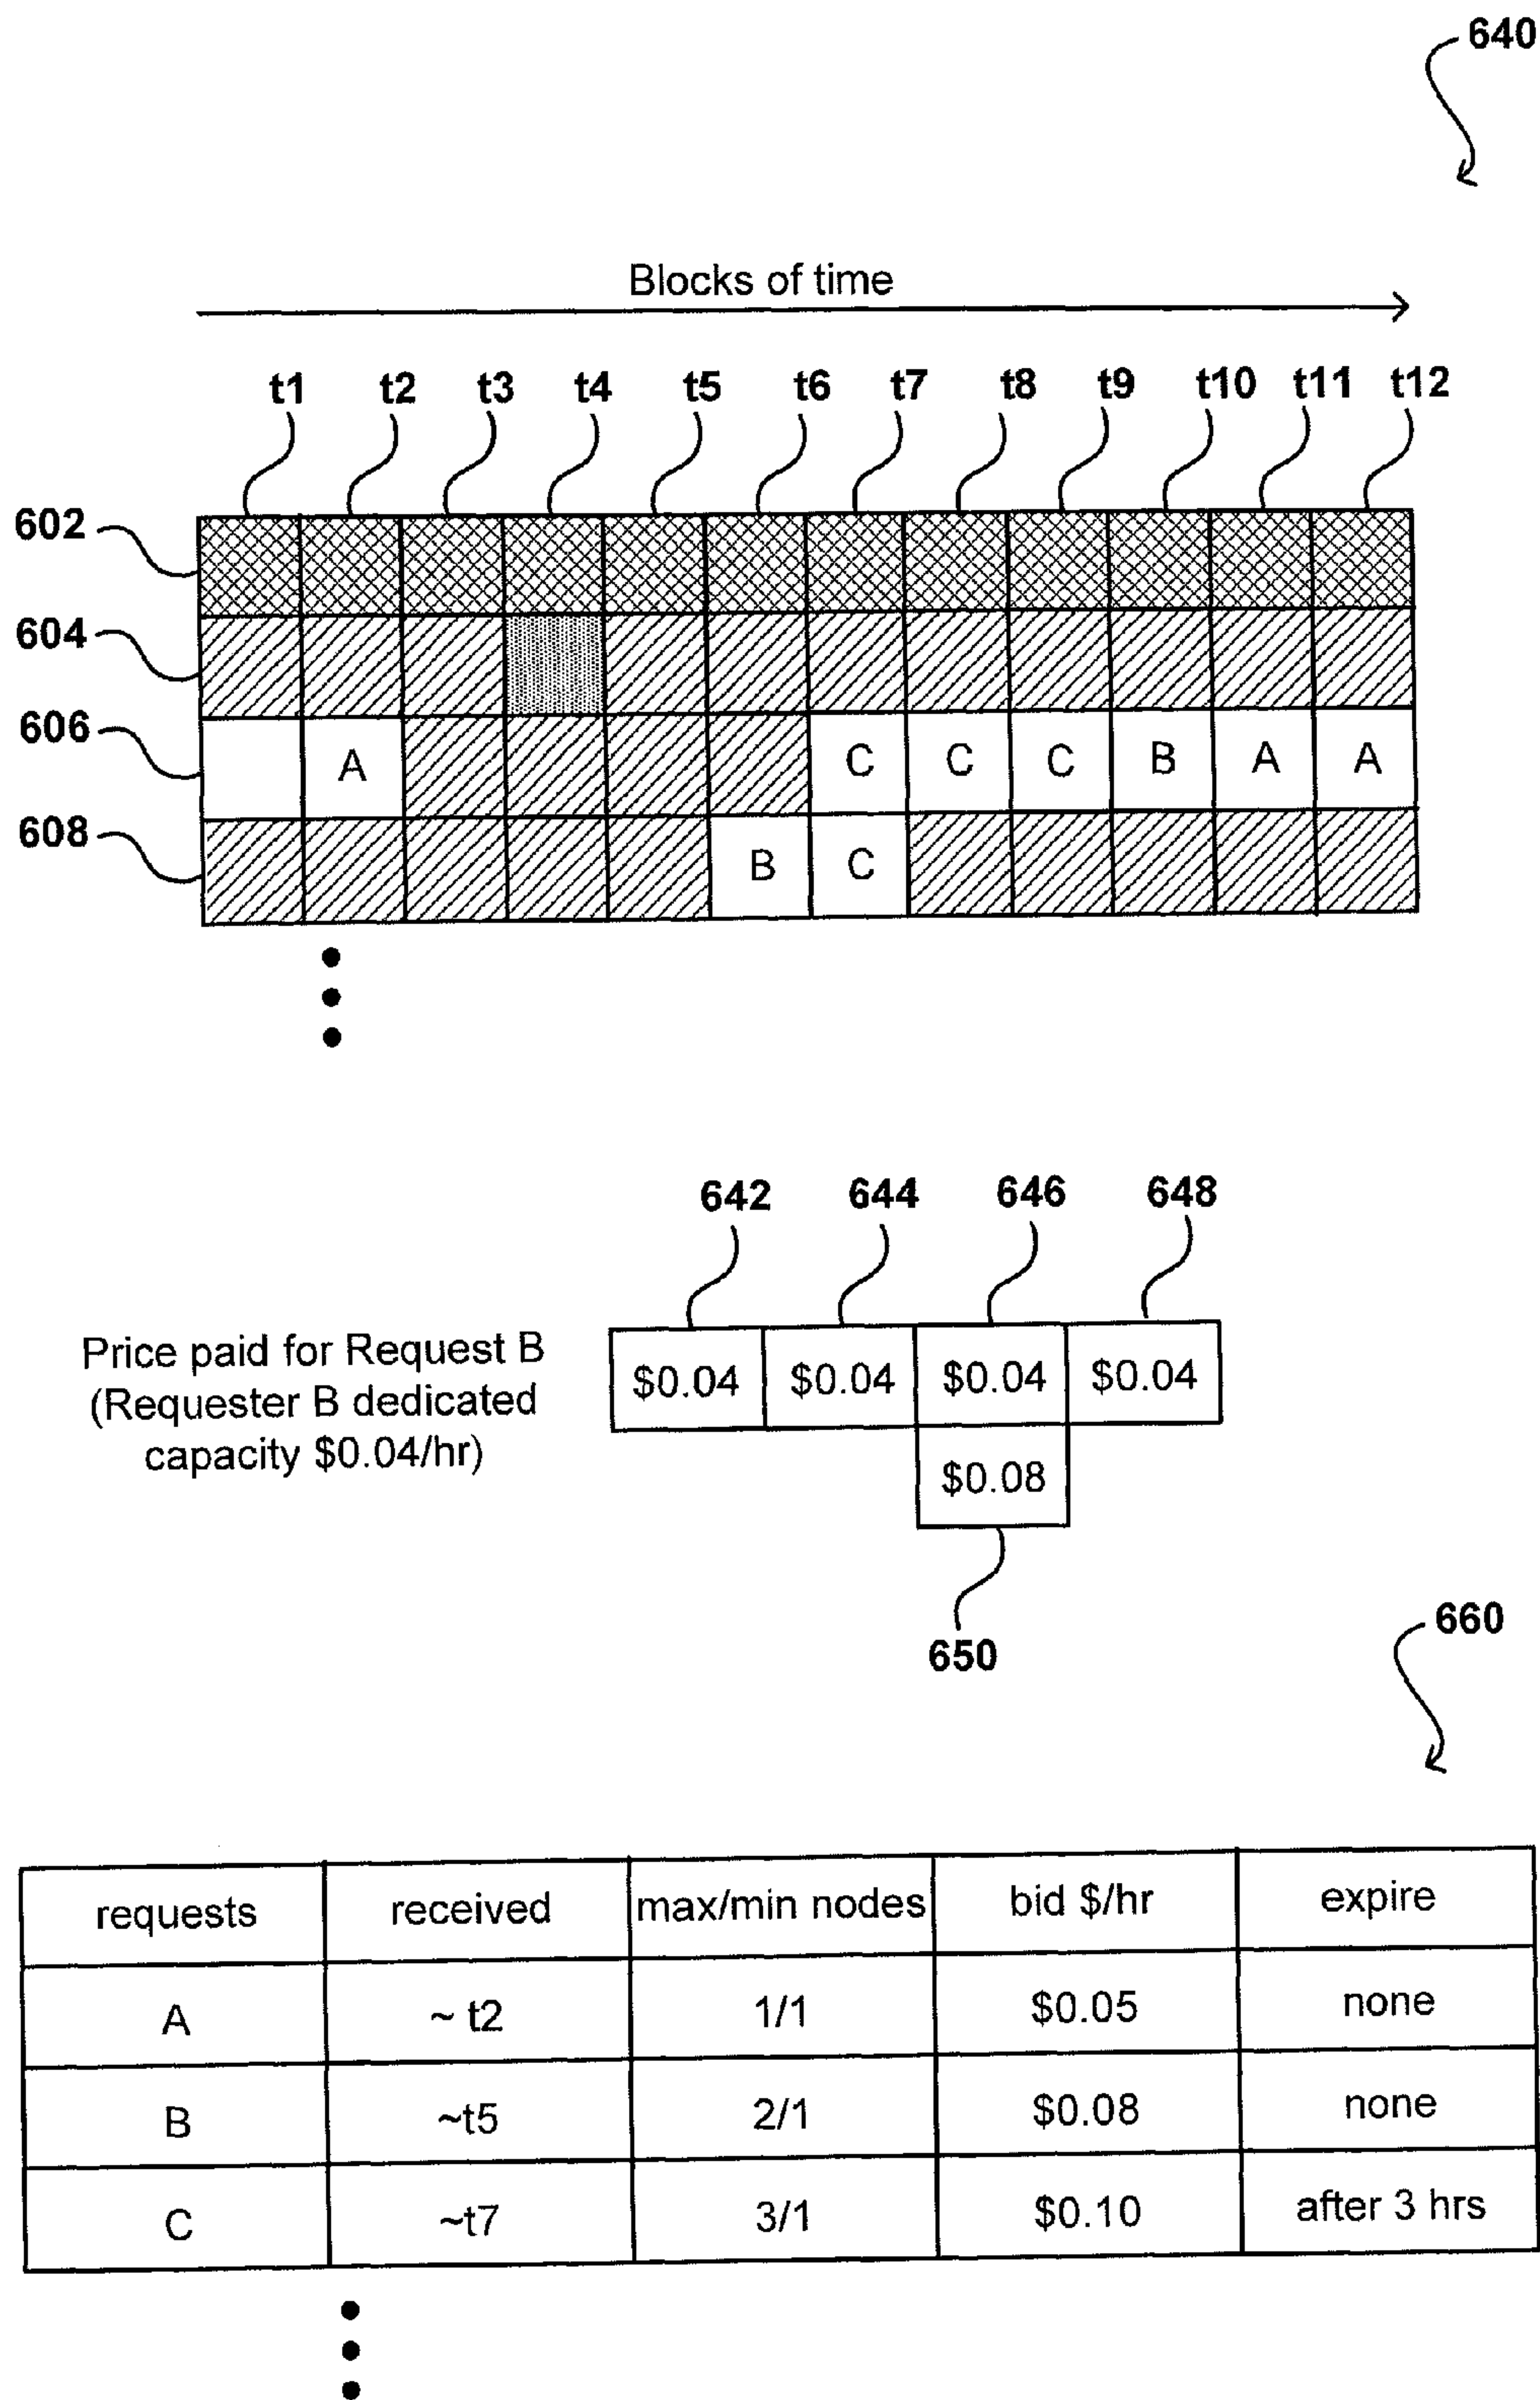 640
Blocks of time
t1 t2 t3 t4 t5 t6 t7 t8 t9 t10 t11 t12
602
604
606 A C C C B A A
608 B C
642 644 646 648
Price paid for Request B
(Requester B dedicated
capacity $0.04/hr)
$0.04 $0.04 $0.04 $0.04
$0.08
650
660
requests received max/min nodes bid $/hr expire
A ~ t2 1/1 $0.05 none
B ~t5 2/1 $0.08 none
C ~t7 3/1 $0.10 after 3 hrs